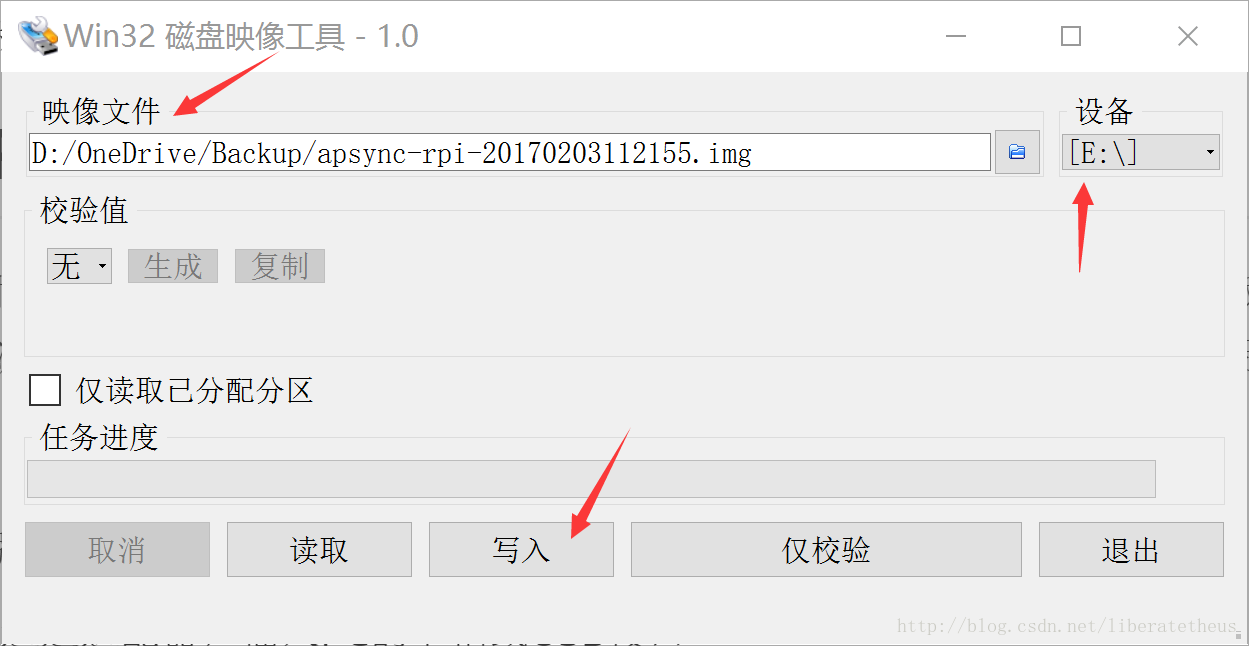 Win32 磁盘映像工具 - 1.0
映像文件
设备
D:/OneDrive/Backup/apsync-rpi-20170203112155.img
[E:\]
校验值
无 生成 复制
仅读取已分配分区
任务进度
取消 读取 写入 仅校验 退出
http://blog.csdn.net/liberatetheus